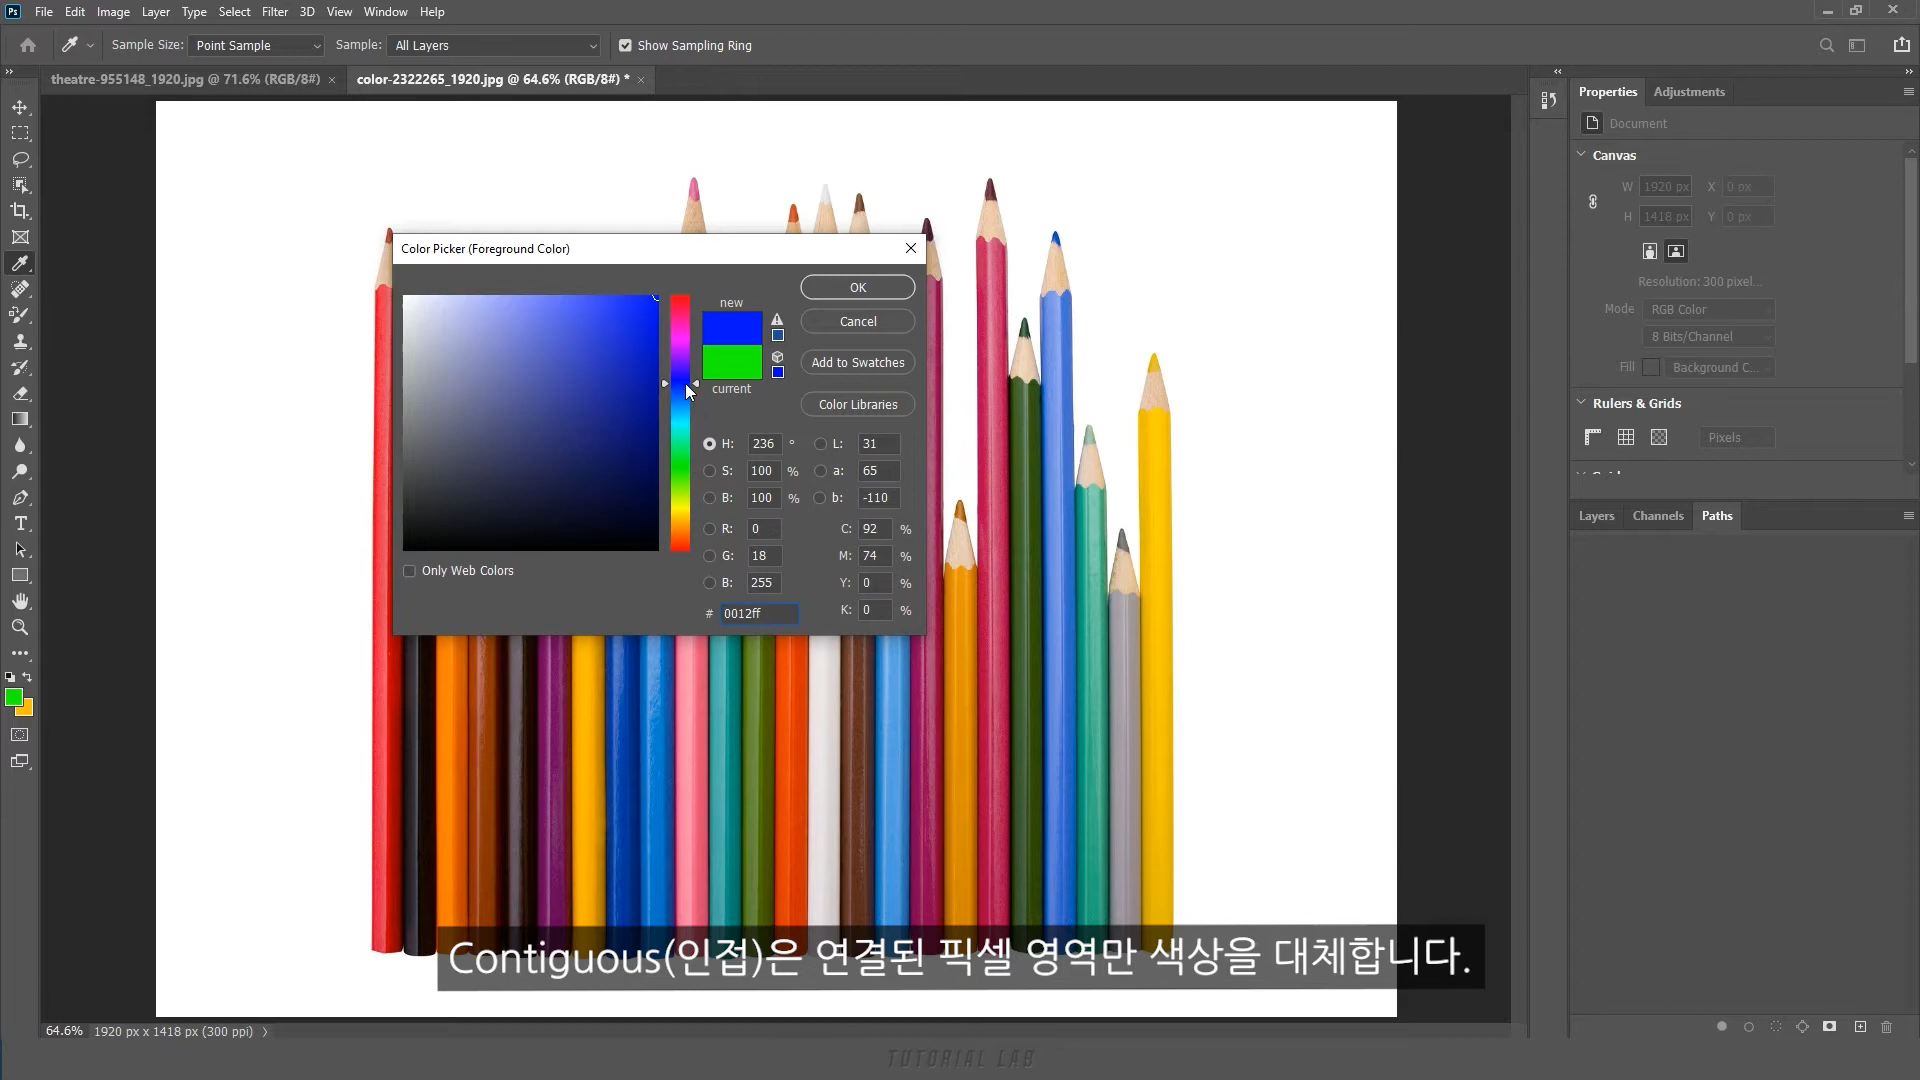 Ps File Edit Image Layer Type Select Filter 3D View Window Help
Sample Size: Point Sample Sample: All Layers Show Sampling Ring
theatre-955148_1920.jpg @ 71.6% (RGB/8#) × color-2322265_1920.jpg @ 64.6% (RGB/8#) * ×
Properties Adjustments
Document
Canvas
W 1920 px X 0 px
H 1418 px Y 0 px
Resolution: 300 pixel...
Mode RGB Color
8 Bits/Channel
Fill Background C...
Rulers & Grids
Pixels
Layers Channels Paths
Color Picker (Foreground Color)
new
current
OK
Cancel
Add to Swatches
Color Libraries
H: 236 ° L: 31
S: 100 % a: 65
B: 100 % b: -110
R: 0 C: 92 %
G: 18 M: 74 %
B: 255 Y: 0 %
# 0012ff K: 0 %
Only Web Colors
T
Contiguous(인접)은 연결된 픽셀 영역만 색상을 대체합니다.
64.6% 1920 px x 1418 px (300 ppi)
TUTORIAL LAB